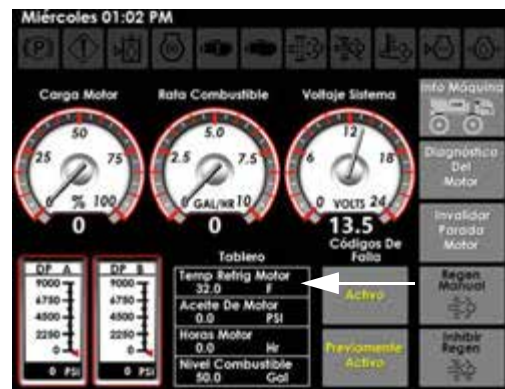 Miércoles 01:02 PM
(P)
Carga Motor
Rata Combustible
Voltaje Sistema
Info Máquina
25 50 75
0 % 100
0
2.5 5.0 7.5
0 GAL/HR 10
0
6 12 18
0 VOLTS 24
13.5
Diagnóstico
Del
Motor
Invalidar
Parada
Motor
Códigos De
Falla
Activo
Previamente
Activo
Regen
Manual
Inhibir
Regen
DP A
9000
6750
4500
2250
0
0 PSI
DP B
9000
6750
4500
2250
0
0 PSI
Tablero
Temp Refrig Motor
32.0 F
Aceite De Motor
0.0 PSI
Horas Motor
0.0 Hr
Nivel Combustible
50.0 Gal